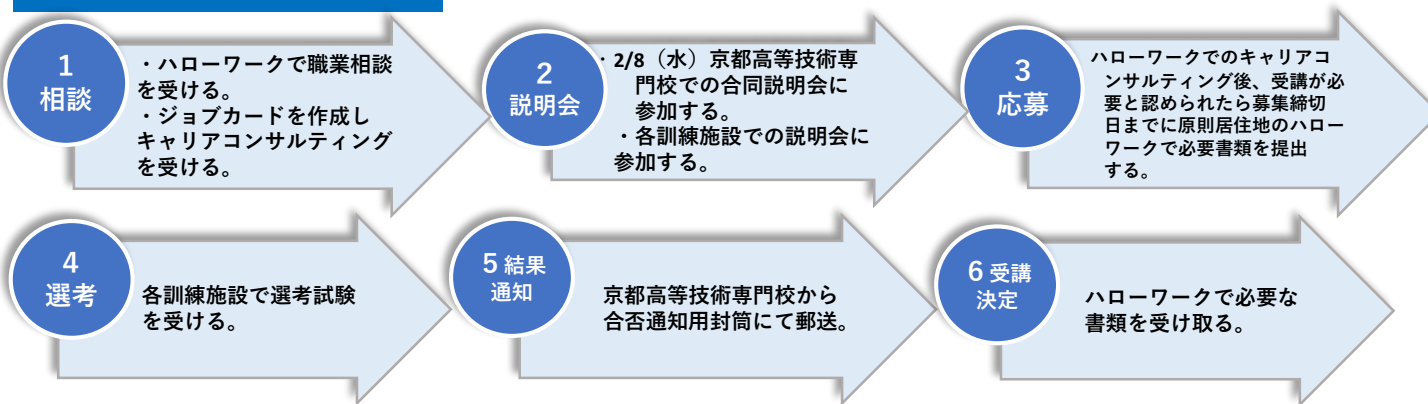 1
相談
・ハローワークで職業相談
を受ける。
・ジョブカードを作成し
キャリアコンサルティング
を受ける。
2
説明会
・2/8（水）京都高等技術専
門校での合同説明会に
参加する。
・各訓練施設での説明会に
参加する。
3
応募
ハローワークでのキャリアコ
ンサルティング後、受講が必
要と認められたら募集締切
日までに原則居住地のハロー
ワークで必要書類を提出
する。
4
選考
各訓練施設で選考試験
を受ける。
5 結果
通知
京都高等技術専門校から
合否通知用封筒にて郵送。
6 受講
決定
ハローワークで必要な
書類を受け取る。